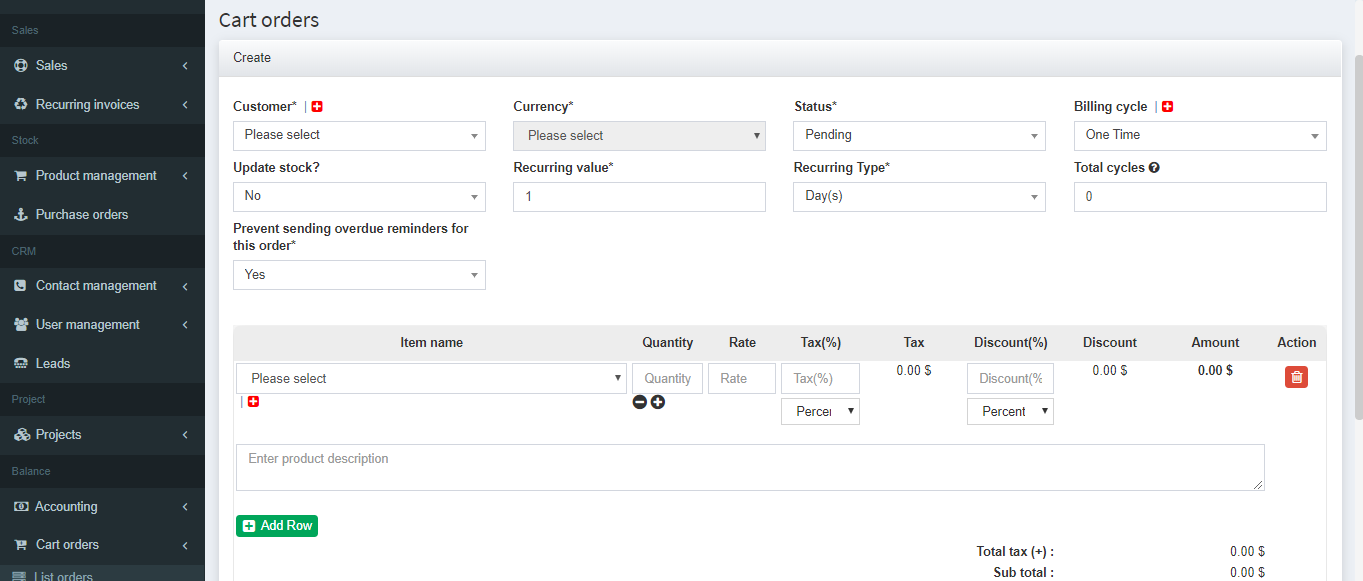 Sales
Sales
Recurring invoices
Stock
Product management
Purchase orders
CRM
Contact management
User management
Leads
Project
Projects
Balance
Accounting
Cart orders
List orders
Cart orders
Create
Customer* |
Currency*
Status*
Billing cycle |
Please select
Please select
Pending
One Time
Update stock?
Recurring value*
Recurring Type*
Total cycles
No
1
Day(s)
0
Prevent sending overdue reminders for
this order*
Yes
Item name Quantity Rate Tax(%) Tax Discount(%) Discount Amount Action
Please select Quantity Rate Tax(%) 0.00 $ Discount(% 0.00 $ 0.00 $
| Percer Percent
Enter product description
Add Row
Total tax (+) : 0.00 $
Sub total : 0.00 $